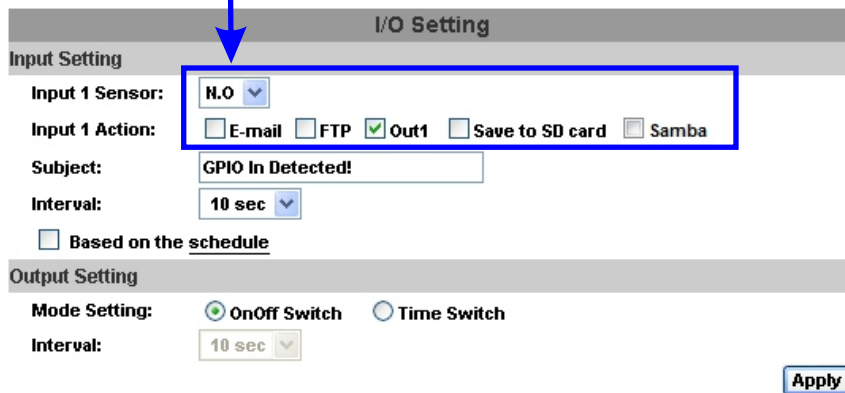 I/O Setting
Input Setting
Input 1 Sensor: N.O
Input 1 Action: E-mail FTP Out1 Save to SD card Samba
Subject: GPIO In Detected!
Interval: 10 sec
Based on the schedule
Output Setting
Mode Setting: OnOff Switch Time Switch
Interval: 10 sec
Apply